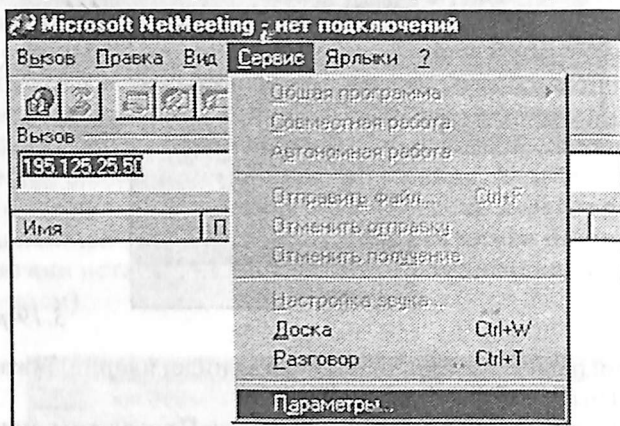 Microsoft NetMeeting - нет подключений
Вызов Правка Вид Сервис Ярлыки ?
Общая программа
Совместная работа
Автономная работа
Вызов
195.125.25.50
Отправить файл... Ctrl+F
Отменить отправку
Отменить получение
Имя П
Настройка звука...
Доска Ctrl+W
Разговор Ctrl+T
Параметры...